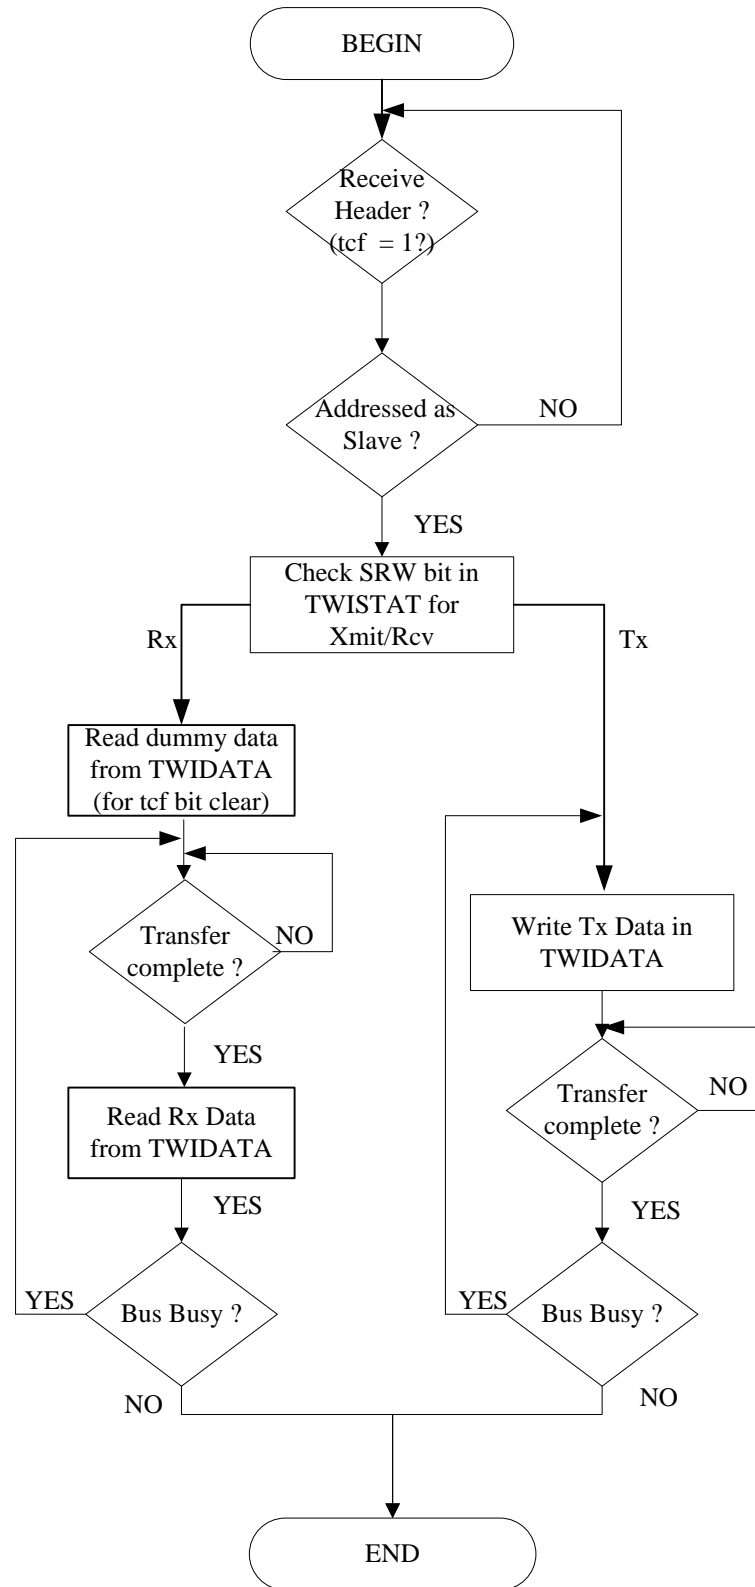 BEGIN
Receive
Header ?
(tcf = 1?)
Addressed as
Slave ?
NO
YES
Check SRW bit in
TWISTAT for
Xmit/Rcv
Rx
Tx
Read dummy data
from TWIDATA
(for tcf bit clear)
Transfer
complete ?
NO
YES
Read Rx Data
from TWIDATA
YES
Bus Busy ?
YES
NO
Write Tx Data in
TWIDATA
Transfer
complete ?
NO
YES
Bus Busy ?
YES
NO
END